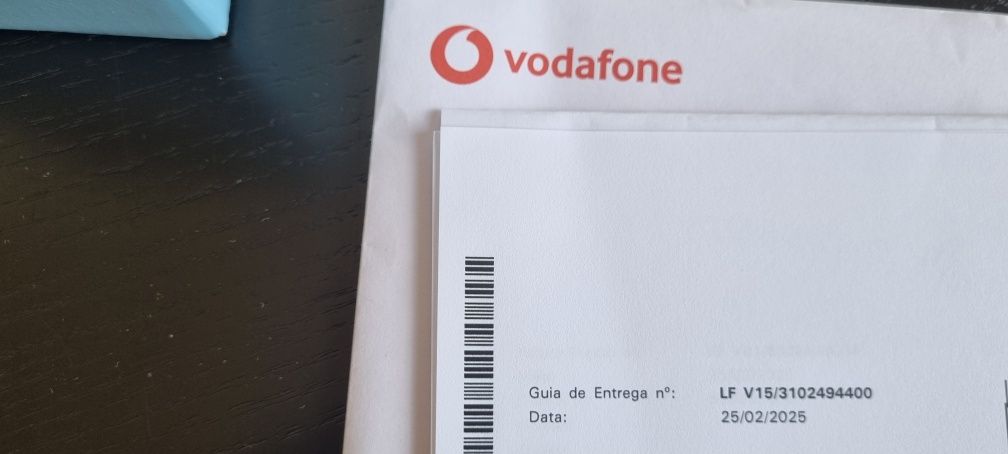 vodafone
Guia de Entrega nº: LF V15/3102494400
Data: 25/02/2025